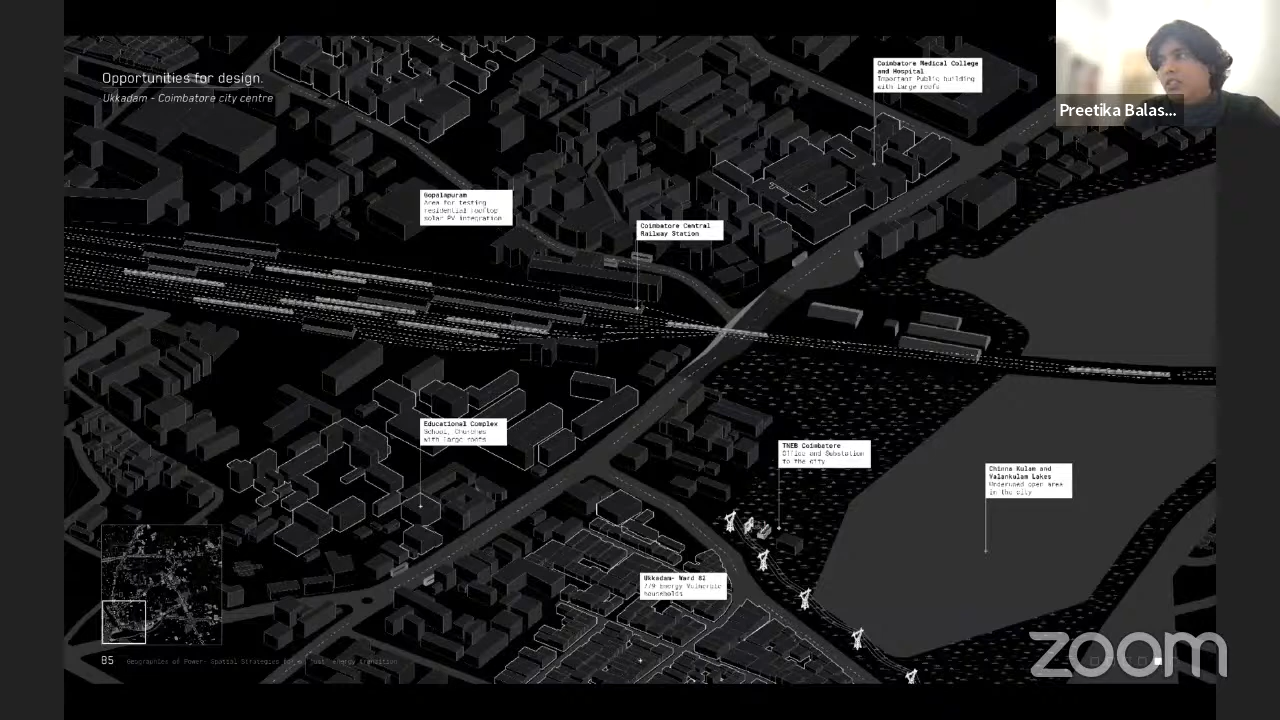 Opportunities for design.
Ukkadam - Coimbatore city centre
Coimbatore Medical College
and Hospital
Important Public building
with large roofs
Preetika Balas...
Gopalapuram
Area for testing
residential rooftop
solar PV integration
Coimbatore Central
Railway Station
Educational Complex
School, Churches
with large roofs
TNEB Coimbatore
Office and Substation
to the city
Chinna Kulam and
Valankulam Lakes
Underused open area
in the city
Ukkadam- Ward 82
779 Energy Vulnerable
households
85
Geographies of Power- Spatial Strategies for a 'just' energy transition
zoom